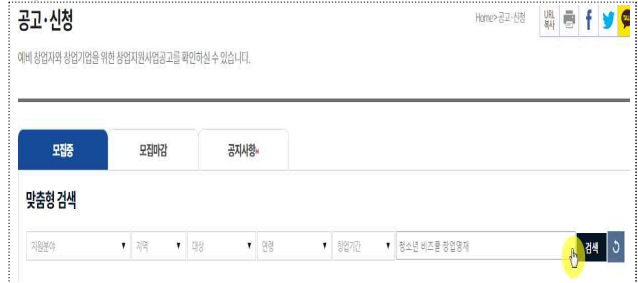 공고·신청
Home>공고·신청
URL 복사
예비 창업자와 창업기업을 위한 창업지원사업공고를 확인하실 수 있습니다.
모집중 모집마감 공지사항
맞춤형 검색
지원분야 지역 대상 연령 창업기간 청소년 비즈쿨 창업영재 검색